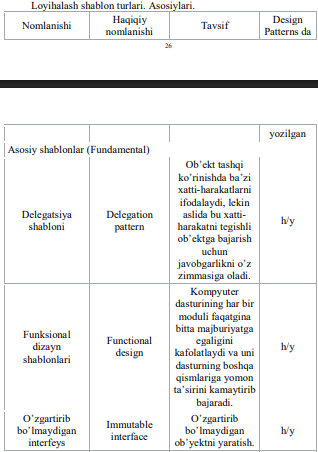 Loyihalash shablon turlari. Asosiylari.
Nomlanishi
Haqiqiy
nomlanishi
Tavsif
Design
Patterns da
26
yozilgan
Asosiy shablonlar (Fundamental)
Delegatsiya
shabloni
Delegation
pattern
Ob’ekt tashqi
ko’rinishda ba’zi
xatti-harakatlarni
ifodalaydi, lekin
aslida bu xatti-
harakatni tegishli
ob’ektga bajarish
uchun
javobgarlikni o’z
zimmasiga oladi.
h/y
Funksional
dizayn
shablonlari
Functional
design
Kompyuter
dasturining har bir
moduli faqatgina
bitta majburiyatga
egaligini
kafolatlaydi va uni
dasturning boshqa
qismlariga yomon
ta’sirini kamaytirib
bajaradi.
h/y
O’zgartirib
bo’lmaydigan
interfeys
Immutable
interface
O’zgartirib
bo’lmaydigan
ob’yektni yaratish.
h/y